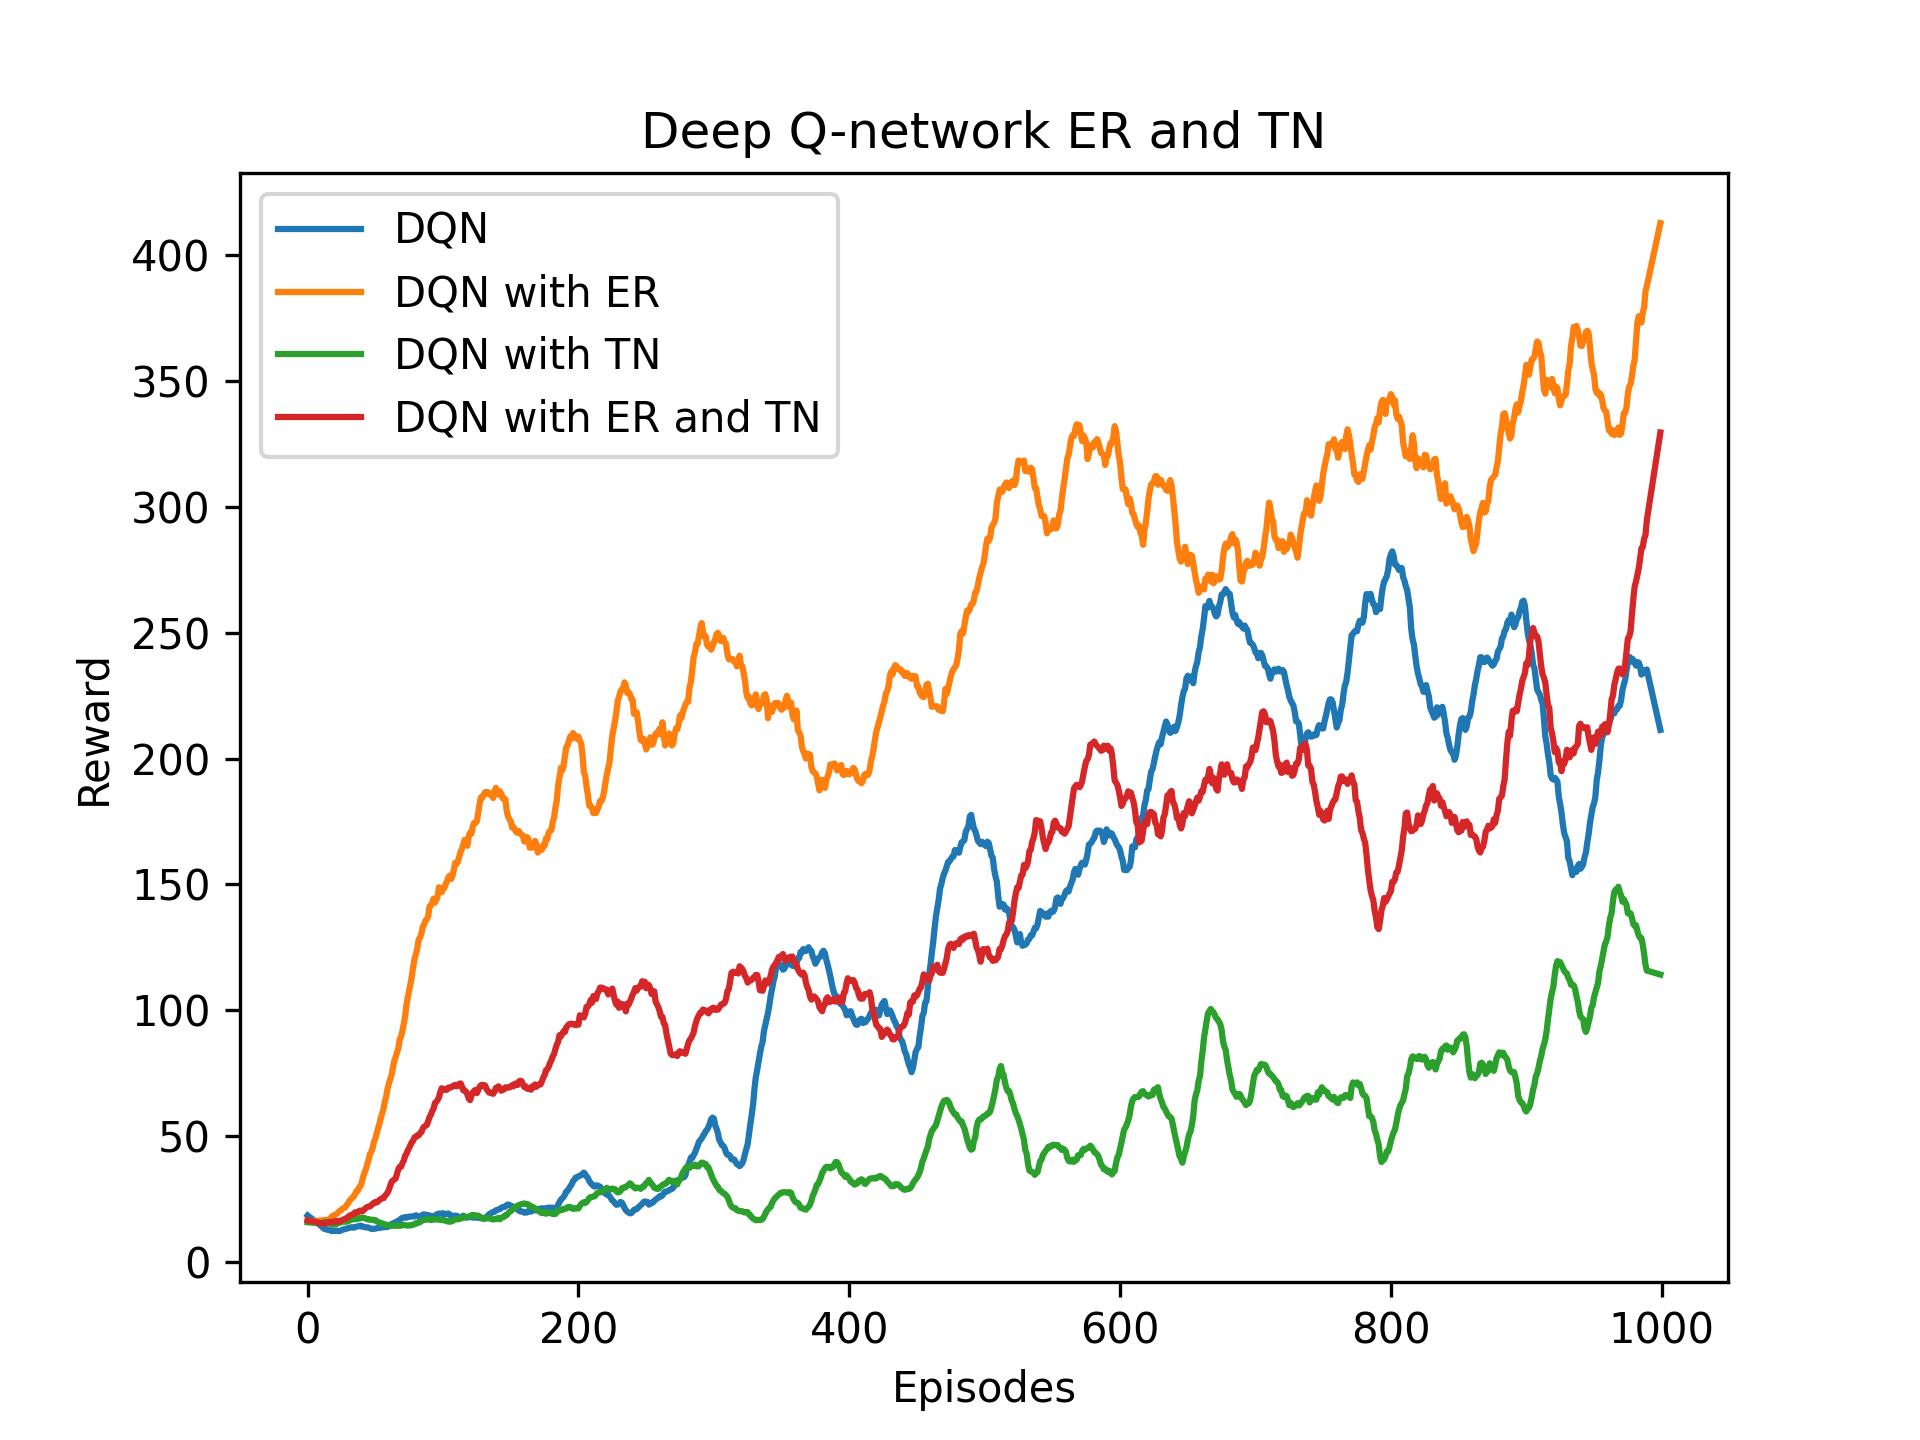 Deep Q-network ER and TN
DQN
DQN with ER
DQN with TN
DQN with ER and TN
400
350
300
250
200
150
100
50
0
Reward
0 200 400 600 800 1000
Episodes